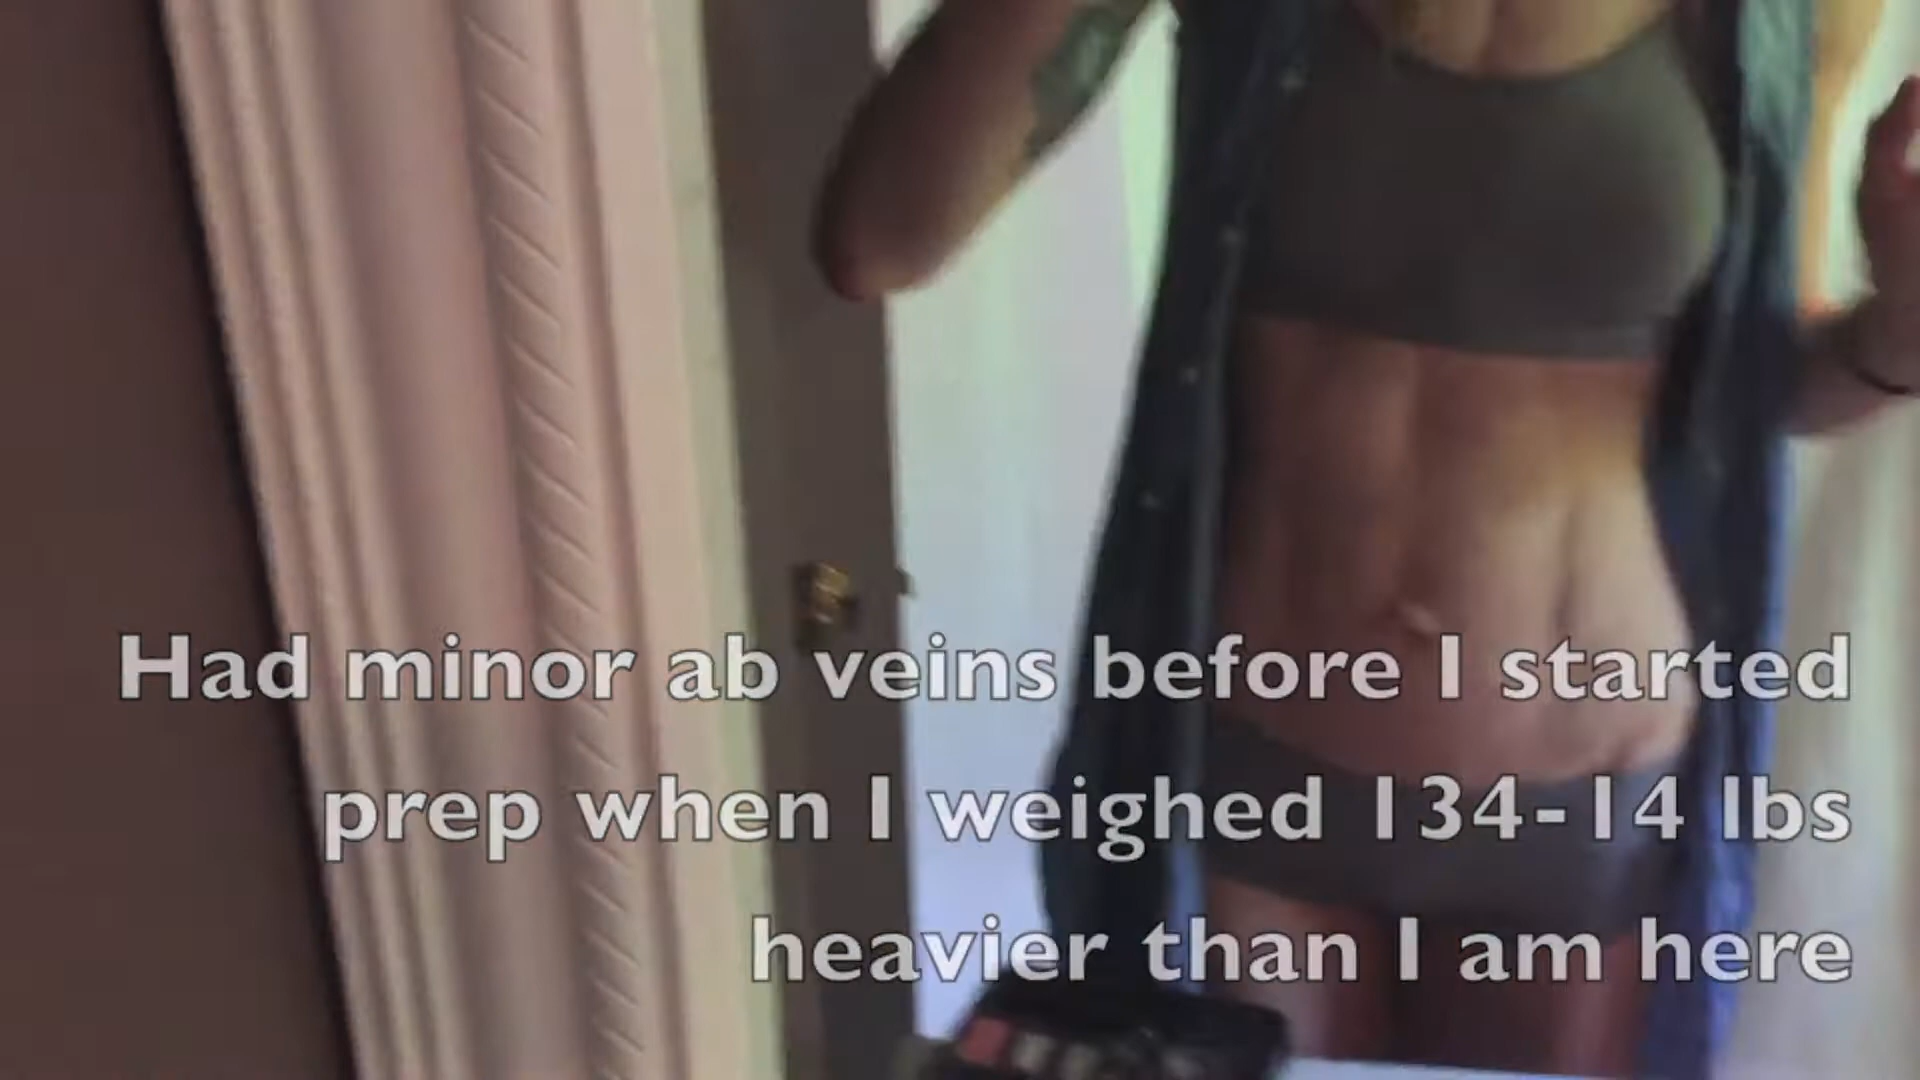 Had minor ab veins before I started
prep when I weighed 134-14 lbs
heavier than I am here